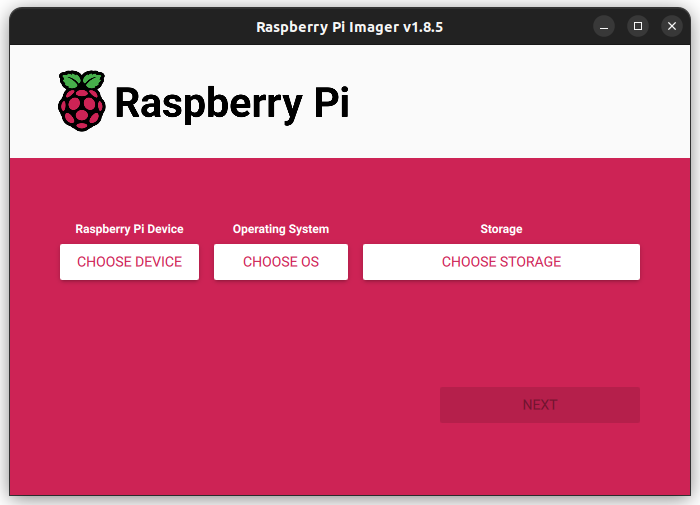 Raspberry Pi Imager v1.8.5
Raspberry Pi
Raspberry Pi Device Operating System Storage
CHOOSE DEVICE CHOOSE OS CHOOSE STORAGE
NEXT